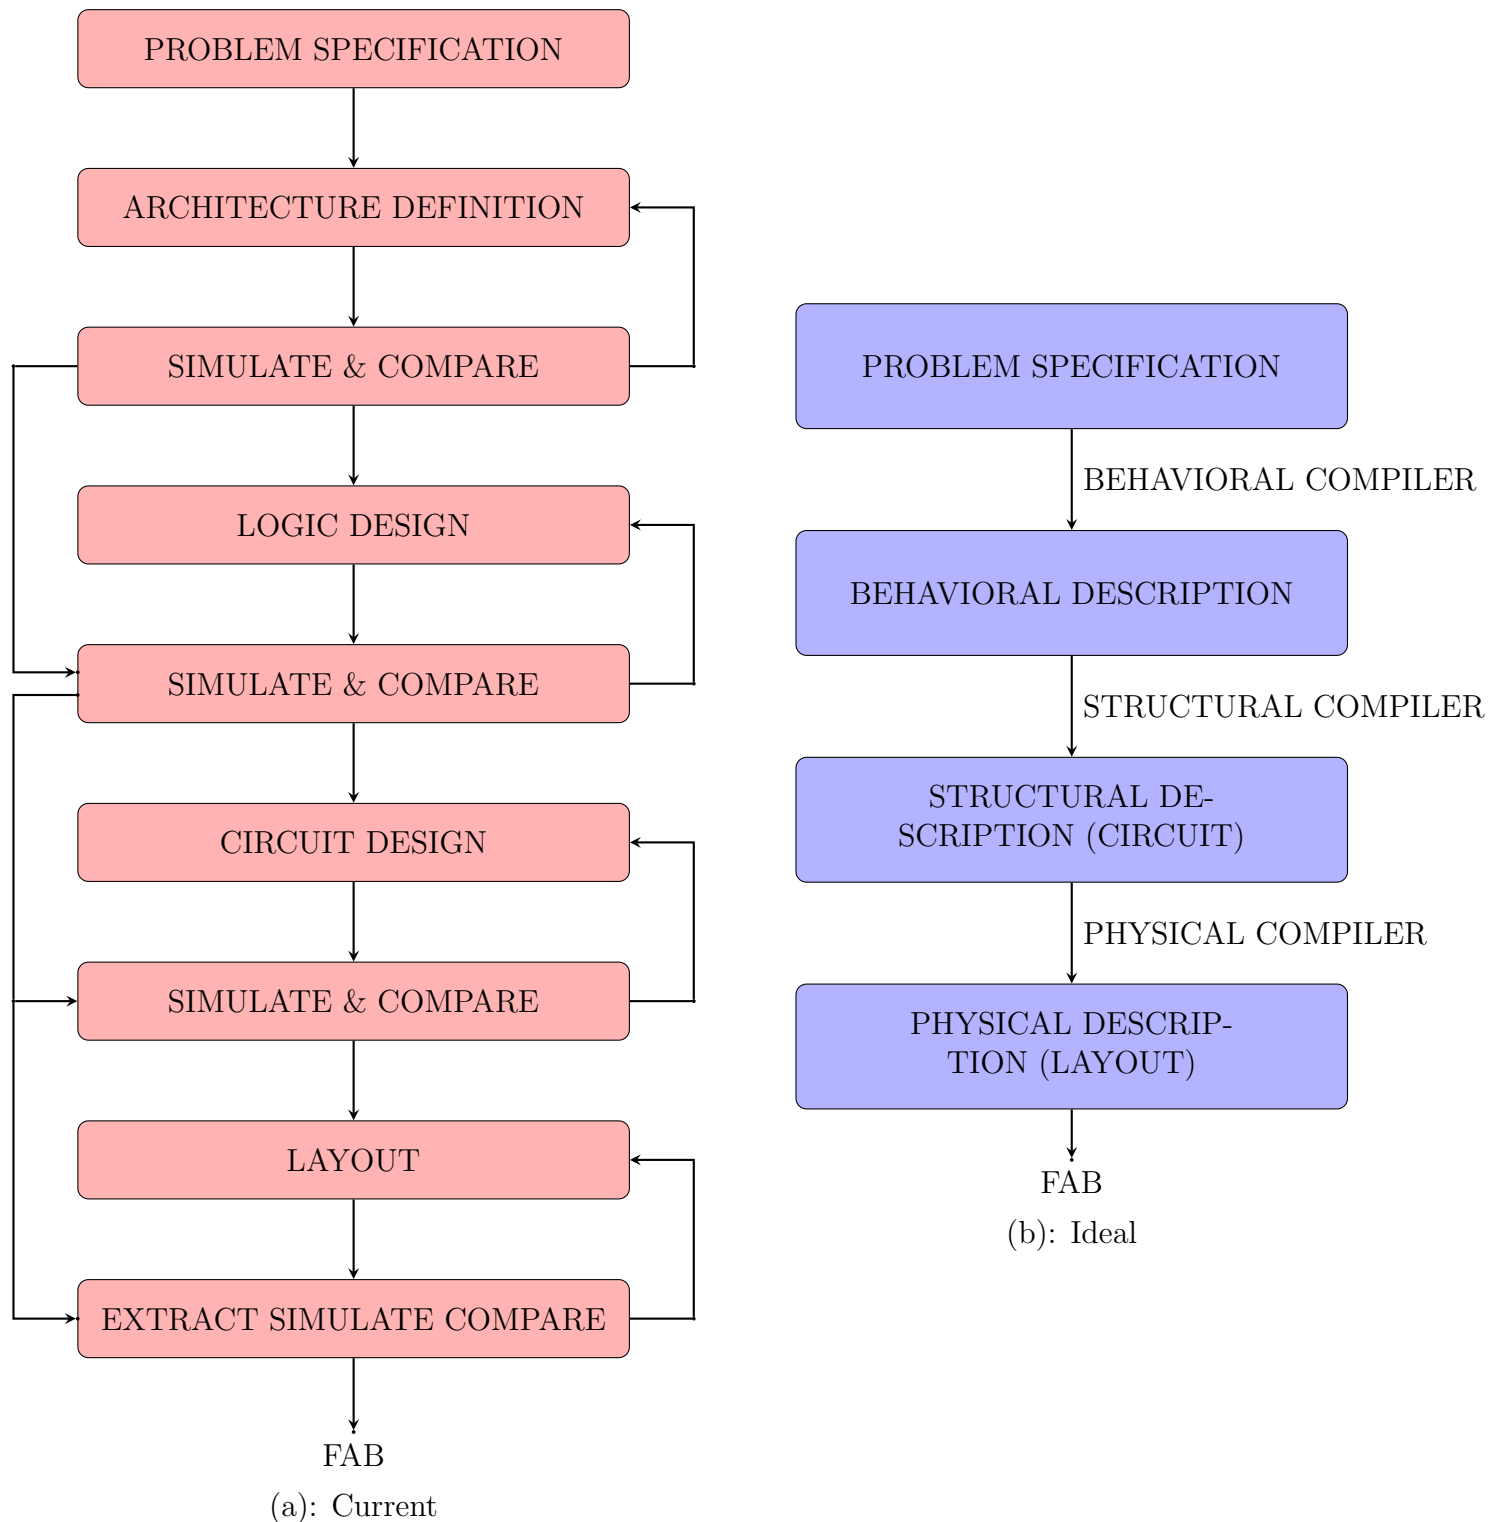 PROBLEM SPECIFICATION
ARCHITECTURE DEFINITION
SIMULATE & COMPARE
LOGIC DESIGN
SIMULATE & COMPARE
CIRCUIT DESIGN
SIMULATE & COMPARE
LAYOUT
EXTRACT SIMULATE COMPARE
FAB
(a): Current
PROBLEM SPECIFICATION
BEHAVIORAL COMPILER
BEHAVIORAL DESCRIPTION
STRUCTURAL COMPILER
STRUCTURAL DE-
SCRIPTION (CIRCUIT)
PHYSICAL COMPILER
PHYSICAL DESCRIP-
TION (LAYOUT)
FAB
(b): Ideal